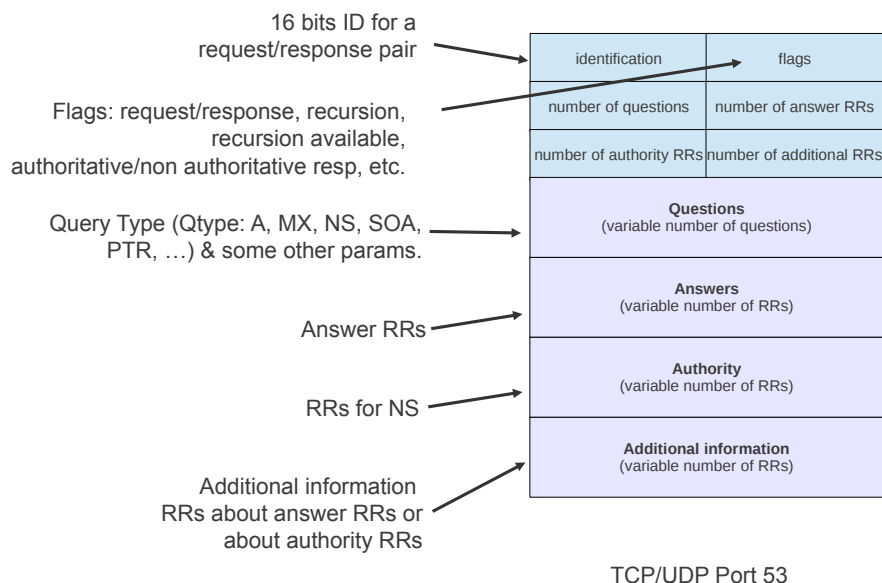 16 bits ID for a
request/response pair
identification
flags
Flags: request/response, recursion,
recursion available,
authoritative/non authoritative resp, etc.
number of questions
number of answer RRs
number of authority RRs
number of additional RRs
Query Type (Qtype: A, MX, NS, SOA,
PTR, …) & some other params.
Questions
(variable number of questions)
Answer RRs
Answers
(variable number of RRs)
RRs for NS
Authority
(variable number of RRs)
Additional information
RRs about answer RRs or
about authority RRs
Additional information
(variable number of RRs)
TCP/UDP Port 53